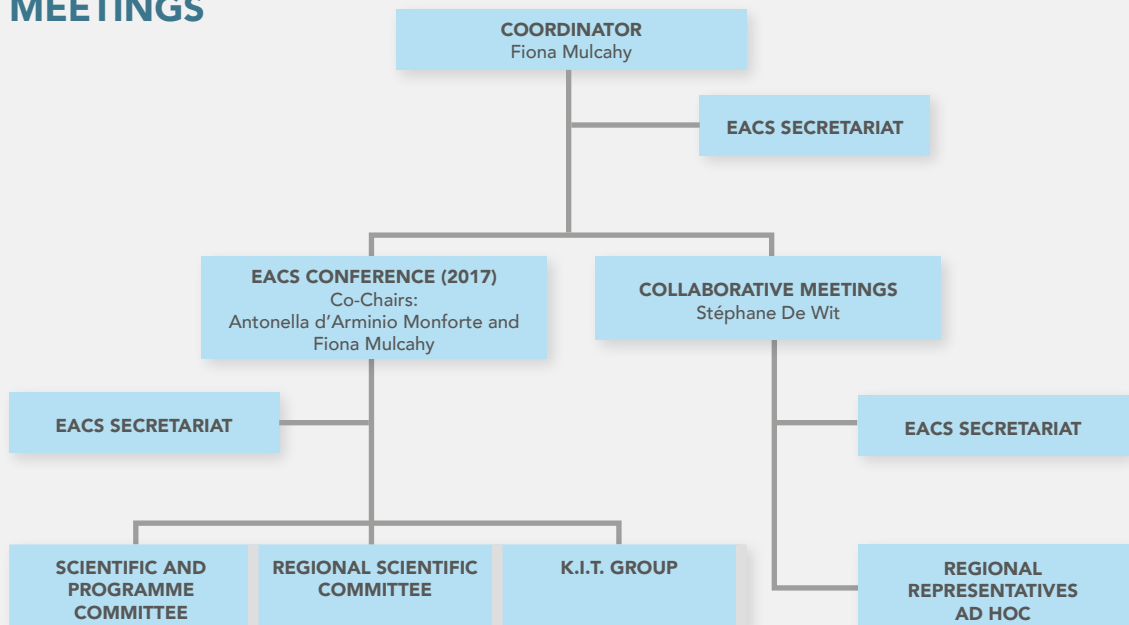 MEETINGS
COORDINATOR
Fiona Mulcahy
EACS SECRETARIAT
EACS CONFERENCE (2017)
Co-Chairs:
Antonella d’Arminio Monforte and
Fiona Mulcahy
COLLABORATIVE MEETINGS
Stéphane De Wit
EACS SECRETARIAT
EACS SECRETARIAT
SCIENTIFIC AND
PROGRAMME
COMMITTEE
REGIONAL SCIENTIFIC
COMMITTEE
K.I.T. GROUP
REGIONAL
REPRESENTATIVES
AD HOC